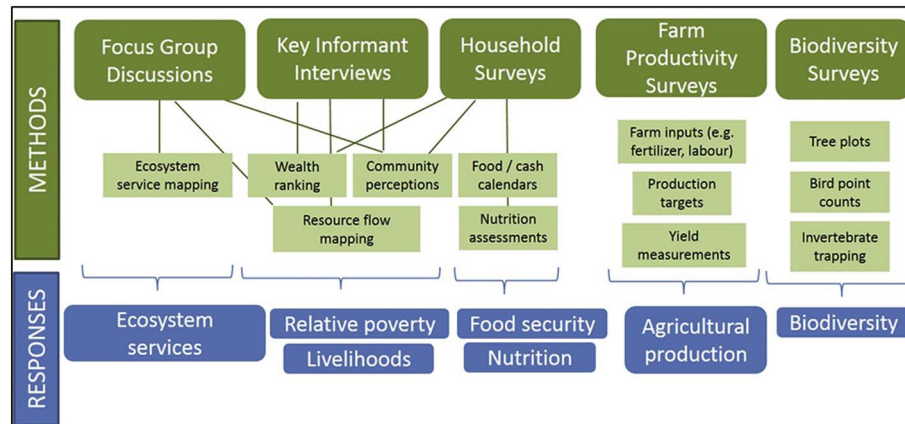 METHODS
Focus Group
Discussions
Key Informant
Interviews
Household
Surveys
Farm
Productivity
Surveys
Biodiversity
Surveys
Ecosystem
service mapping
Wealth
ranking
Community
perceptions
Resource flow
mapping
Food / cash
calendars
Nutrition
assessments
Farm inputs (e.g.
fertilizer, labour)
Production
targets
Yield
measurements
Tree plots
Bird point
counts
Invertebrate
trapping
RESPONSES
Ecosystem
services
Relative poverty
Livelihoods
Food security
Nutrition
Agricultural
production
Biodiversity